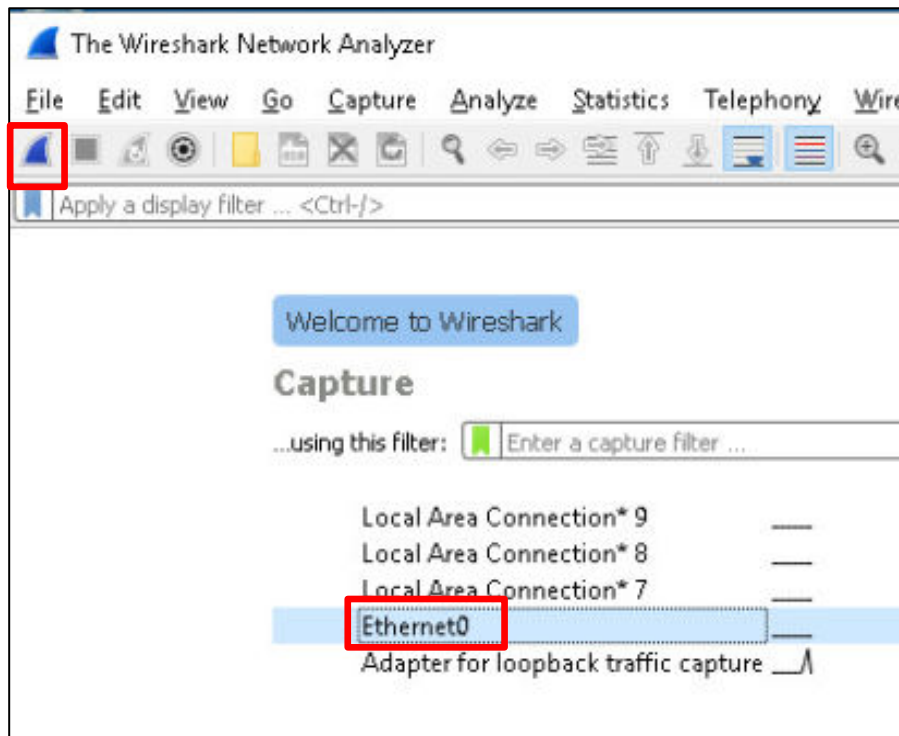 The Wireshark Network Analyzer
File Edit View Go Capture Analyze Statistics Telephony Wire
Apply a display filter ... <Ctrl-/>
Welcome to Wireshark
Capture
...using this filter: Enter a capture filter ...
Local Area Connection* 9
Local Area Connection* 8
Local Area Connection* 7
Ethernet0
Adapter for loopback traffic capture